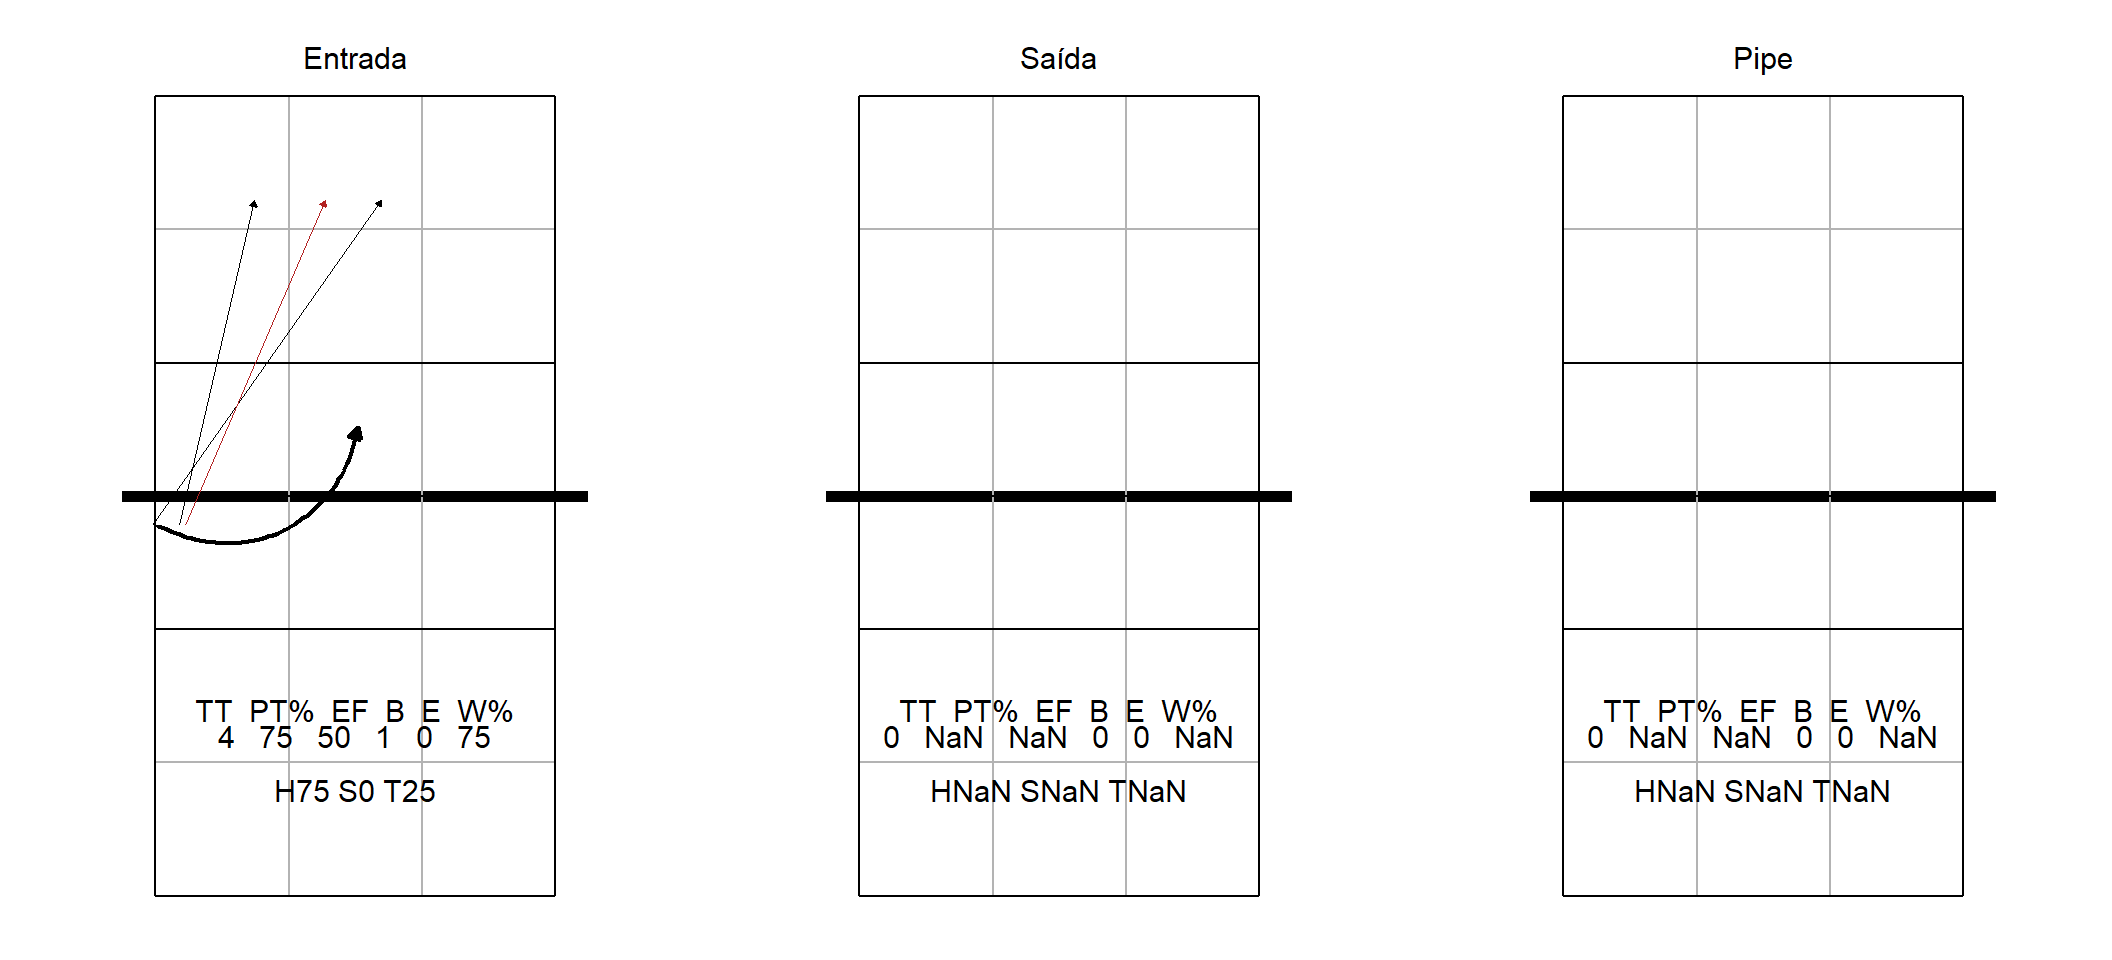 Entrada
TT PT% EF B E W%
4 75 50 1 0 75
H75 S0 T25
Saída
TT PT% EF B E W%
0 NaN NaN 0 0 NaN
HNaN SNaN TNaN
Pipe
TT PT% EF B E W%
0 NaN NaN 0 0 NaN
HNaN SNaN TNaN